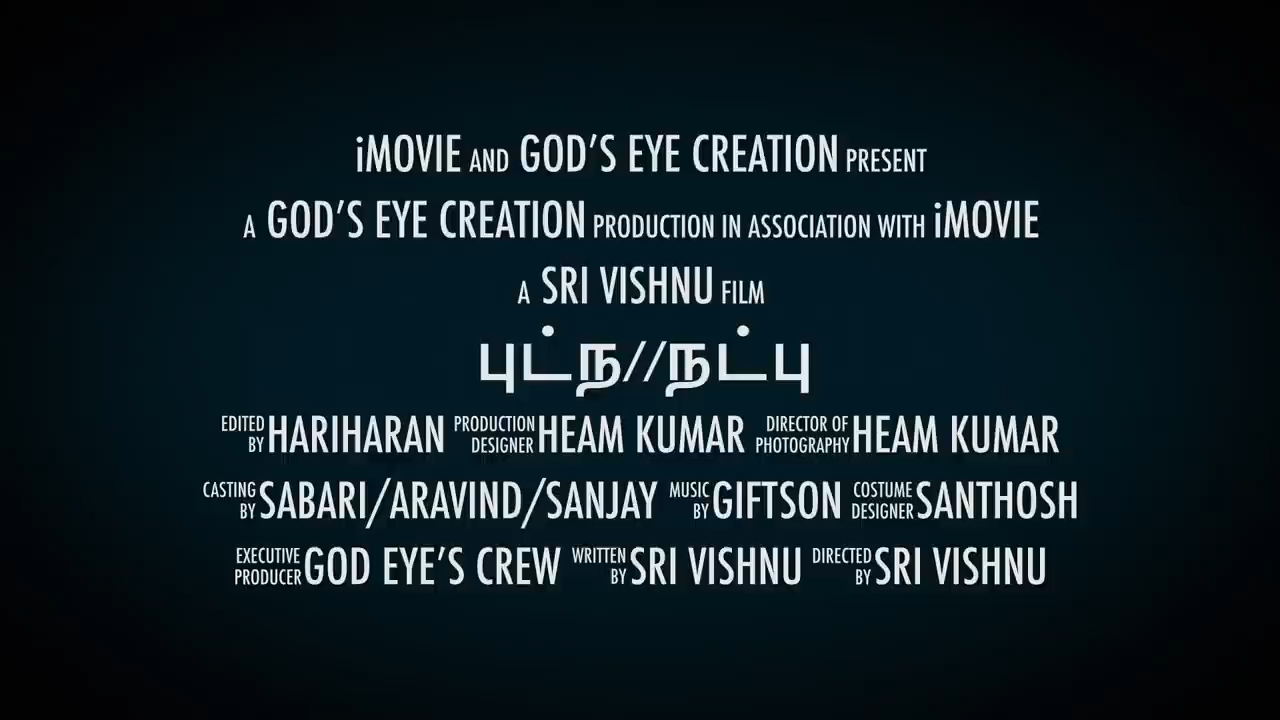 iMOVIE AND GOD'S EYE CREATION PRESENT
A GOD'S EYE CREATION PRODUCTION IN ASSOCIATION WITH iMOVIE
A SRI VISHNU FILM
புட்ந//நட்பு
EDITED BY HARIHARAN PRODUCTION DESIGNER HEAM KUMAR DIRECTOR OF PHOTOGRAPHY HEAM KUMAR
CASTING BY SABARI/ARAVIND/SANJAY MUSIC BY GIFTSON COSTUME DESIGNER SANTHOSH
EXECUTIVE PRODUCER GOD EYE'S CREW WRITTEN BY SRI VISHNU DIRECTED BY SRI VISHNU